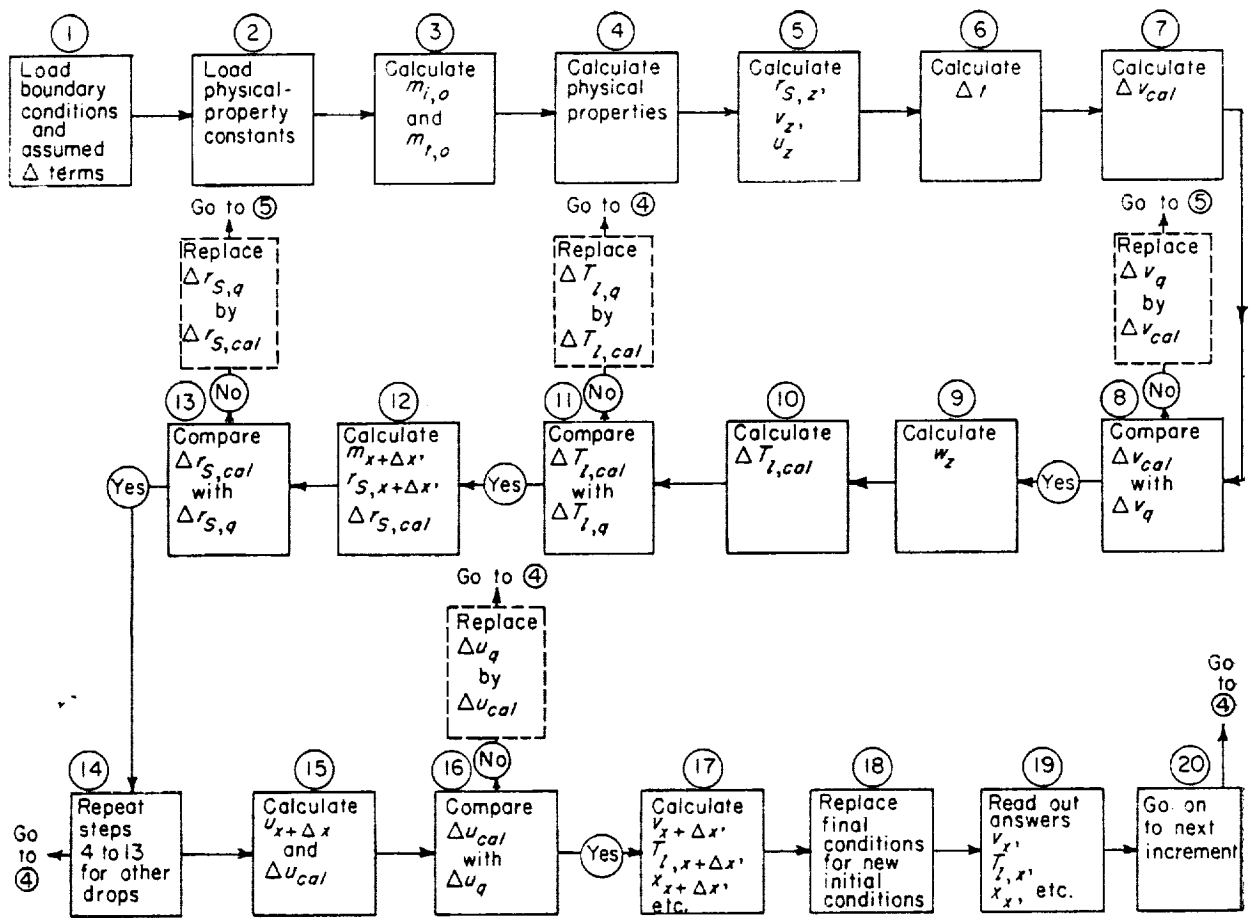 1
Load
boundary
conditions
and
assumed
Δ terms
2
Load
physical-
property
constants
3
Calculate
m_{i,o}
and
m_{t,o}
4
Calculate
physical
properties
5
Calculate
r_{S,z},
v_z,
u_z
6
Calculate
Δt
7
Calculate
Δv_{cal}
Go to 5
Replace
Δr_{S,q}
by
Δr_{S,cal}
No
Go to 4
Replace
ΔT_{l,q}
by
ΔT_{l,cal}
No
Go to 5
Replace
Δv_q
by
Δv_{cal}
No
13
Compare
Δr_{S,cal}
with
Δr_{S,q}
Yes
12
Calculate
m_{x+Δx},
r_{S,x+Δx},
Δr_{S,cal}
Yes
11
Compare
ΔT_{l,cal}
with
ΔT_{l,q}
10
Calculate
ΔT_{l,cal}
9
Calculate
w_z
Yes
8
Compare
Δv_{cal}
with
Δv_q
Go to 4
Replace
Δu_q
by
Δu_{cal}
No
14
Repeat
steps
4 to 13
for other
drops
Go
to
4
15
Calculate
u_{x+Δx}
and
Δu_{cal}
16
Compare
Δu_{cal}
with
Δu_q
Yes
17
Calculate
v_{x+Δx},
T_{l,x+Δx},
x_{x+Δx},
etc.
18
Replace
final
conditions
for new
initial
conditions
19
Read out
answers
v_x,
T_{l,x},
x_x, etc.
20
Go on
to next
increment
Go
to
4